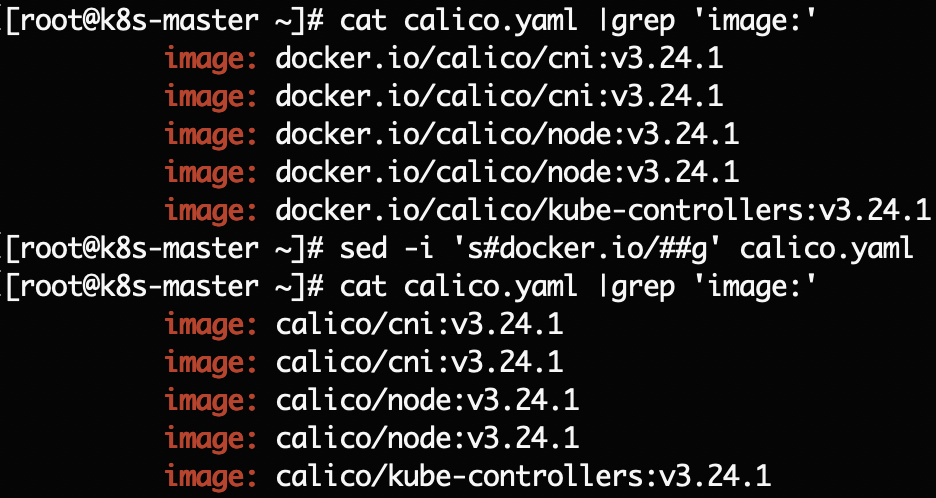 [root@k8s-master ~]# cat calico.yaml |grep 'image:'
image: docker.io/calico/cni:v3.24.1
image: docker.io/calico/cni:v3.24.1
image: docker.io/calico/node:v3.24.1
image: docker.io/calico/node:v3.24.1
image: docker.io/calico/kube-controllers:v3.24.1
[root@k8s-master ~]# sed -i 's#docker.io/##g' calico.yaml
[root@k8s-master ~]# cat calico.yaml |grep 'image:'
image: calico/cni:v3.24.1
image: calico/cni:v3.24.1
image: calico/node:v3.24.1
image: calico/node:v3.24.1
image: calico/kube-controllers:v3.24.1